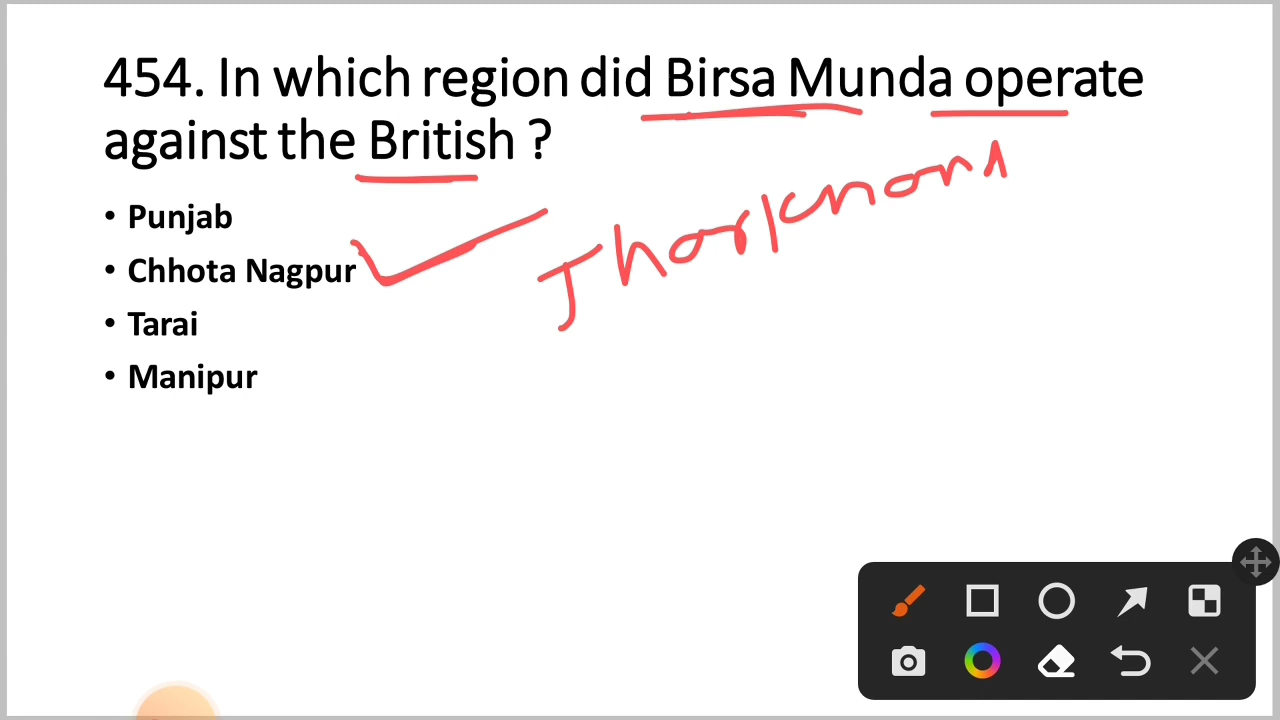 454. In which region did Birsa Munda operate
against the British ?
• Punjab
• Chhota Nagpur
• Tarai
• Manipur
Jharkhand